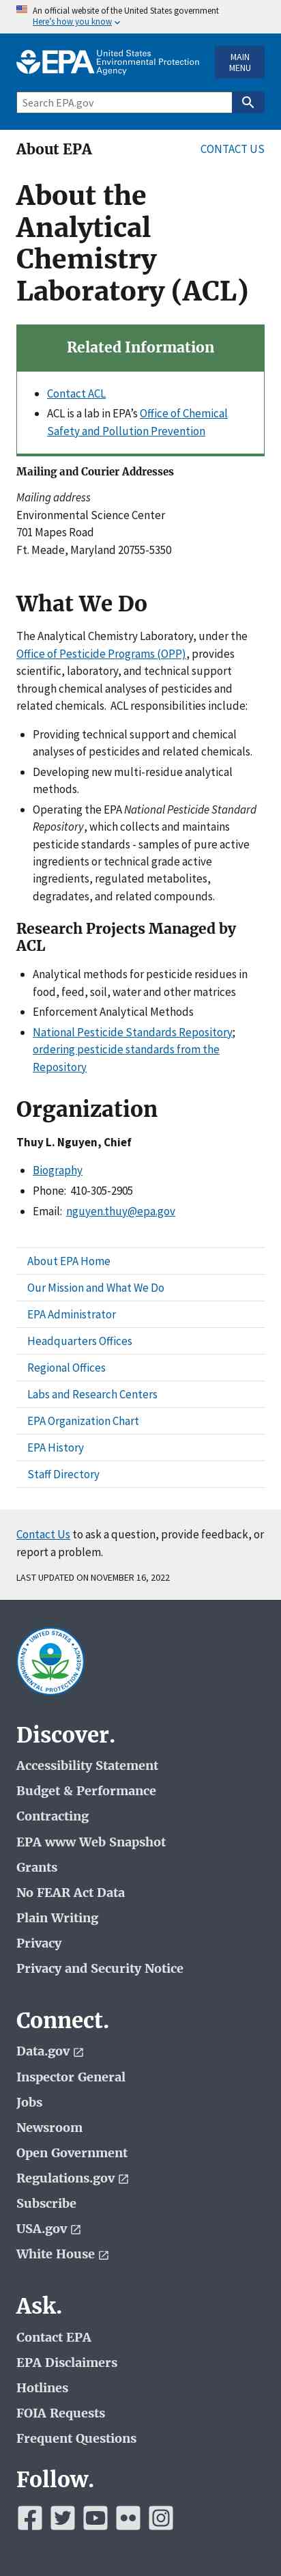 An official website of the United States government
Here's how you know
EPA United States
Environmental Protection
Agency
MAIN
MENU
Search EPA.gov
About EPA
CONTACT US
About the
Analytical
Chemistry
Laboratory (ACL)
Related Information
• Contact ACL
• ACL is a lab in EPA's Office of Chemical
Safety and Pollution Prevention
Mailing and Courier Addresses
Mailing address
Environmental Science Center
701 Mapes Road
Ft. Meade, Maryland 20755-5350
What We Do
The Analytical Chemistry Laboratory, under the
Office of Pesticide Programs (OPP), provides
scientific, laboratory, and technical support
through chemical analyses of pesticides and
related chemicals. ACL responsibilities include:
• Providing technical support and chemical
analyses of pesticides and related chemicals.
• Developing new multi-residue analytical
methods.
• Operating the EPA National Pesticide Standard
Repository, which collects and maintains
pesticide standards - samples of pure active
ingredients or technical grade active
ingredients, regulated metabolites,
degradates, and related compounds.
Research Projects Managed by
ACL
• Analytical methods for pesticide residues in
food, feed, soil, water and other matrices
• Enforcement Analytical Methods
• National Pesticide Standards Repository;
ordering pesticide standards from the
Repository
Organization
Thuy L. Nguyen, Chief
• Biography
• Phone: 410-305-2905
• Email: nguyen.thuy@epa.gov
About EPA Home
Our Mission and What We Do
EPA Administrator
Headquarters Offices
Regional Offices
Labs and Research Centers
EPA Organization Chart
EPA History
Staff Directory
Contact Us to ask a question, provide feedback, or
report a problem.
LAST UPDATED ON NOVEMBER 16, 2022
UNITED STATES
ENVIRONMENTAL PROTECTION AGENCY
Discover.
Accessibility Statement
Budget & Performance
Contracting
EPA www Web Snapshot
Grants
No FEAR Act Data
Plain Writing
Privacy
Privacy and Security Notice
Connect.
Data.gov
Inspector General
Jobs
Newsroom
Open Government
Regulations.gov
Subscribe
USA.gov
White House
Ask.
Contact EPA
EPA Disclaimers
Hotlines
FOIA Requests
Frequent Questions
Follow.